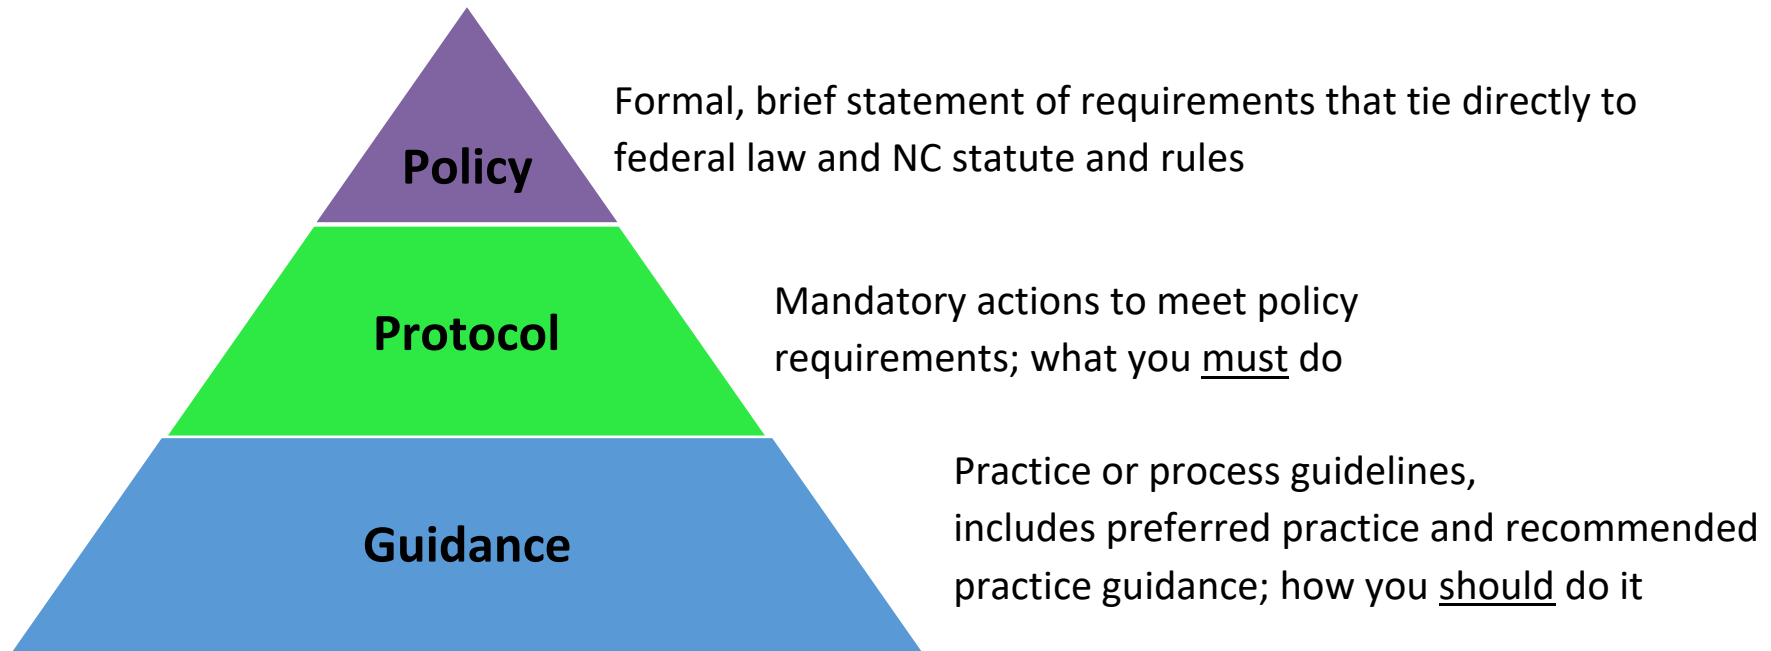 Policy
Formal, brief statement of requirements that tie directly to
federal law and NC statute and rules
Protocol
Mandatory actions to meet policy
requirements; what you must do
Guidance
Practice or process guidelines,
includes preferred practice and recommended
practice guidance; how you should do it